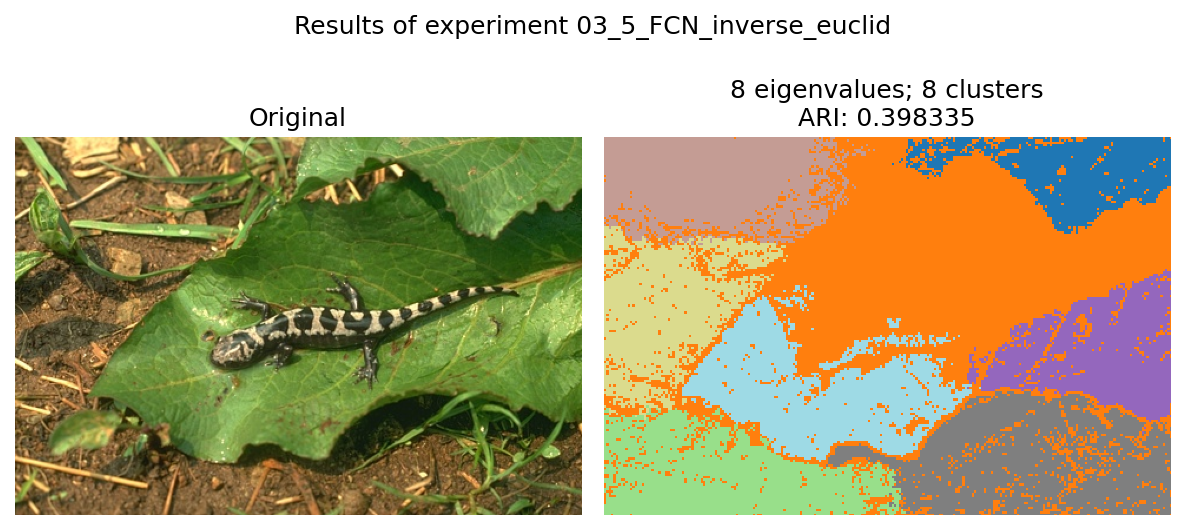 Results of experiment 03_5_FCN_inverse_euclid
Original
8 eigenvalues; 8 clusters
ARI: 0.398335